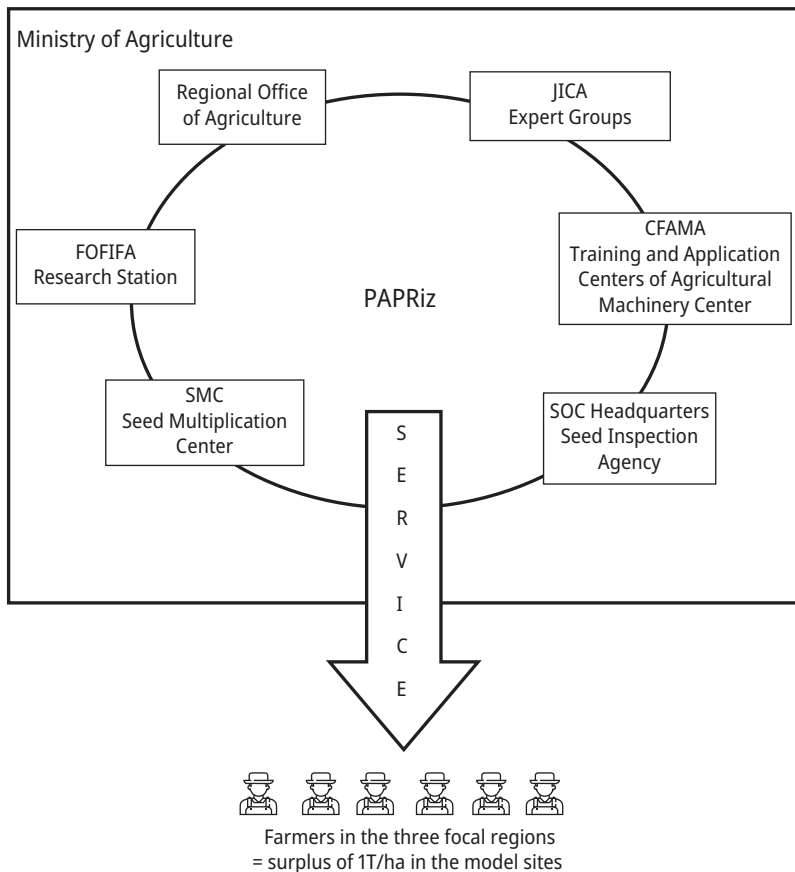 Ministry of Agriculture
Regional Office
of Agriculture
JICA
Expert Groups
FOFIFA
Research Station
CFAMA
Training and Application
Centers of Agricultural
Machinery Center
PAPRiz
SMC
Seed Multiplication
Center
SOC Headquarters
Seed Inspection
Agency
S
E
R
V
I
C
E
Farmers in the three focal regions
= surplus of 1T/ha in the model sites